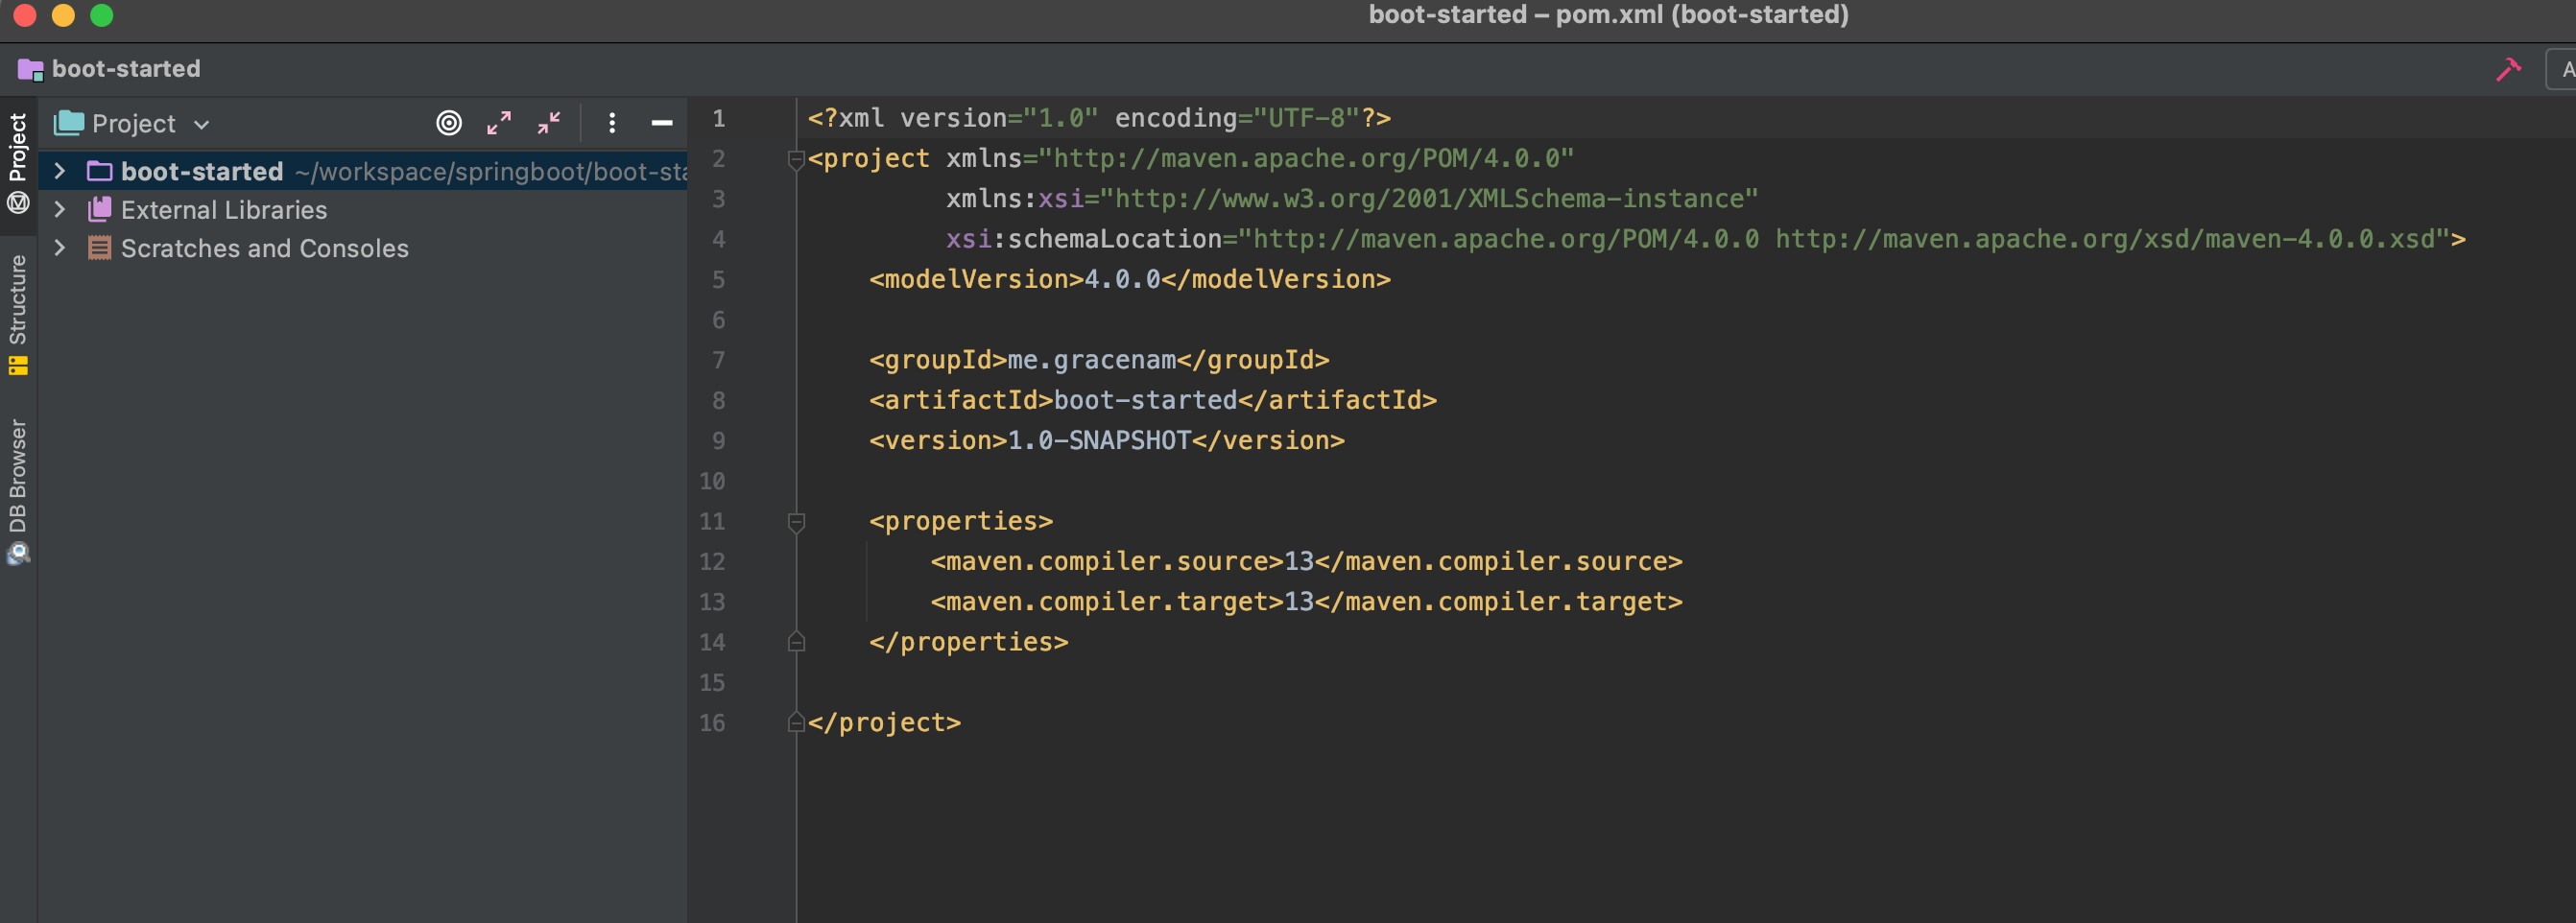 boot-started – pom.xml (boot-started)
boot-started
A
Project
Structure
DB Browser
Project
boot-started ~/workspace/springboot/boot-sta
External Libraries
Scratches and Consoles
1 <?xml version="1.0" encoding="UTF-8"?>
2 <project xmlns="http://maven.apache.org/POM/4.0.0"
3 xmlns:xsi="http://www.w3.org/2001/XMLSchema-instance"
4 xsi:schemaLocation="http://maven.apache.org/POM/4.0.0 http://maven.apache.org/xsd/maven-4.0.0.xsd">
5 <modelVersion>4.0.0</modelVersion>
6
7 <groupId>me.gracenam</groupId>
8 <artifactId>boot-started</artifactId>
9 <version>1.0-SNAPSHOT</version>
10
11 <properties>
12 <maven.compiler.source>13</maven.compiler.source>
13 <maven.compiler.target>13</maven.compiler.target>
14 </properties>
15
16 </project>